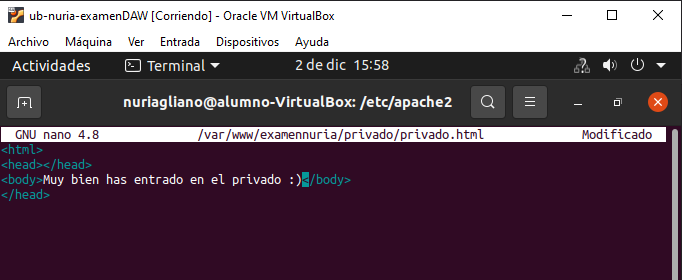 ub-nuria-examenDAW [Corriendo] - Oracle VM VirtualBox
Archivo Máquina Ver Entrada Dispositivos Ayuda
Actividades Terminal 2 de dic 15:58
nuriagliano@alumno-VirtualBox: /etc/apache2
GNU nano 4.8 /var/www/examennuria/privado/privado.html Modificado
<html>
<head></head>
<body>Muy bien has entrado en el privado :)</body>
</head>